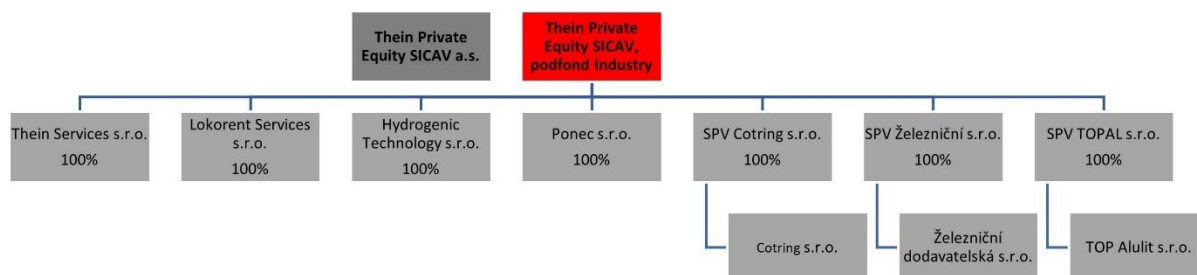 Thein Private
Equity SICAV a.s.
Thein Private
Equity SICAV,
podfond Industry
Thein Services s.r.o.
100%
Lokorent Services
s.r.o.
100%
Hydrogenic
Technology s.r.o.
100%
Ponec s.r.o.
100%
SPV Cotring s.r.o.
100%
SPV Železniční s.r.o.
100%
SPV TOPAL s.r.o.
100%
Cotring s.r.o.
Železniční
dodavatelská s.r.o.
TOP Alulit s.r.o.